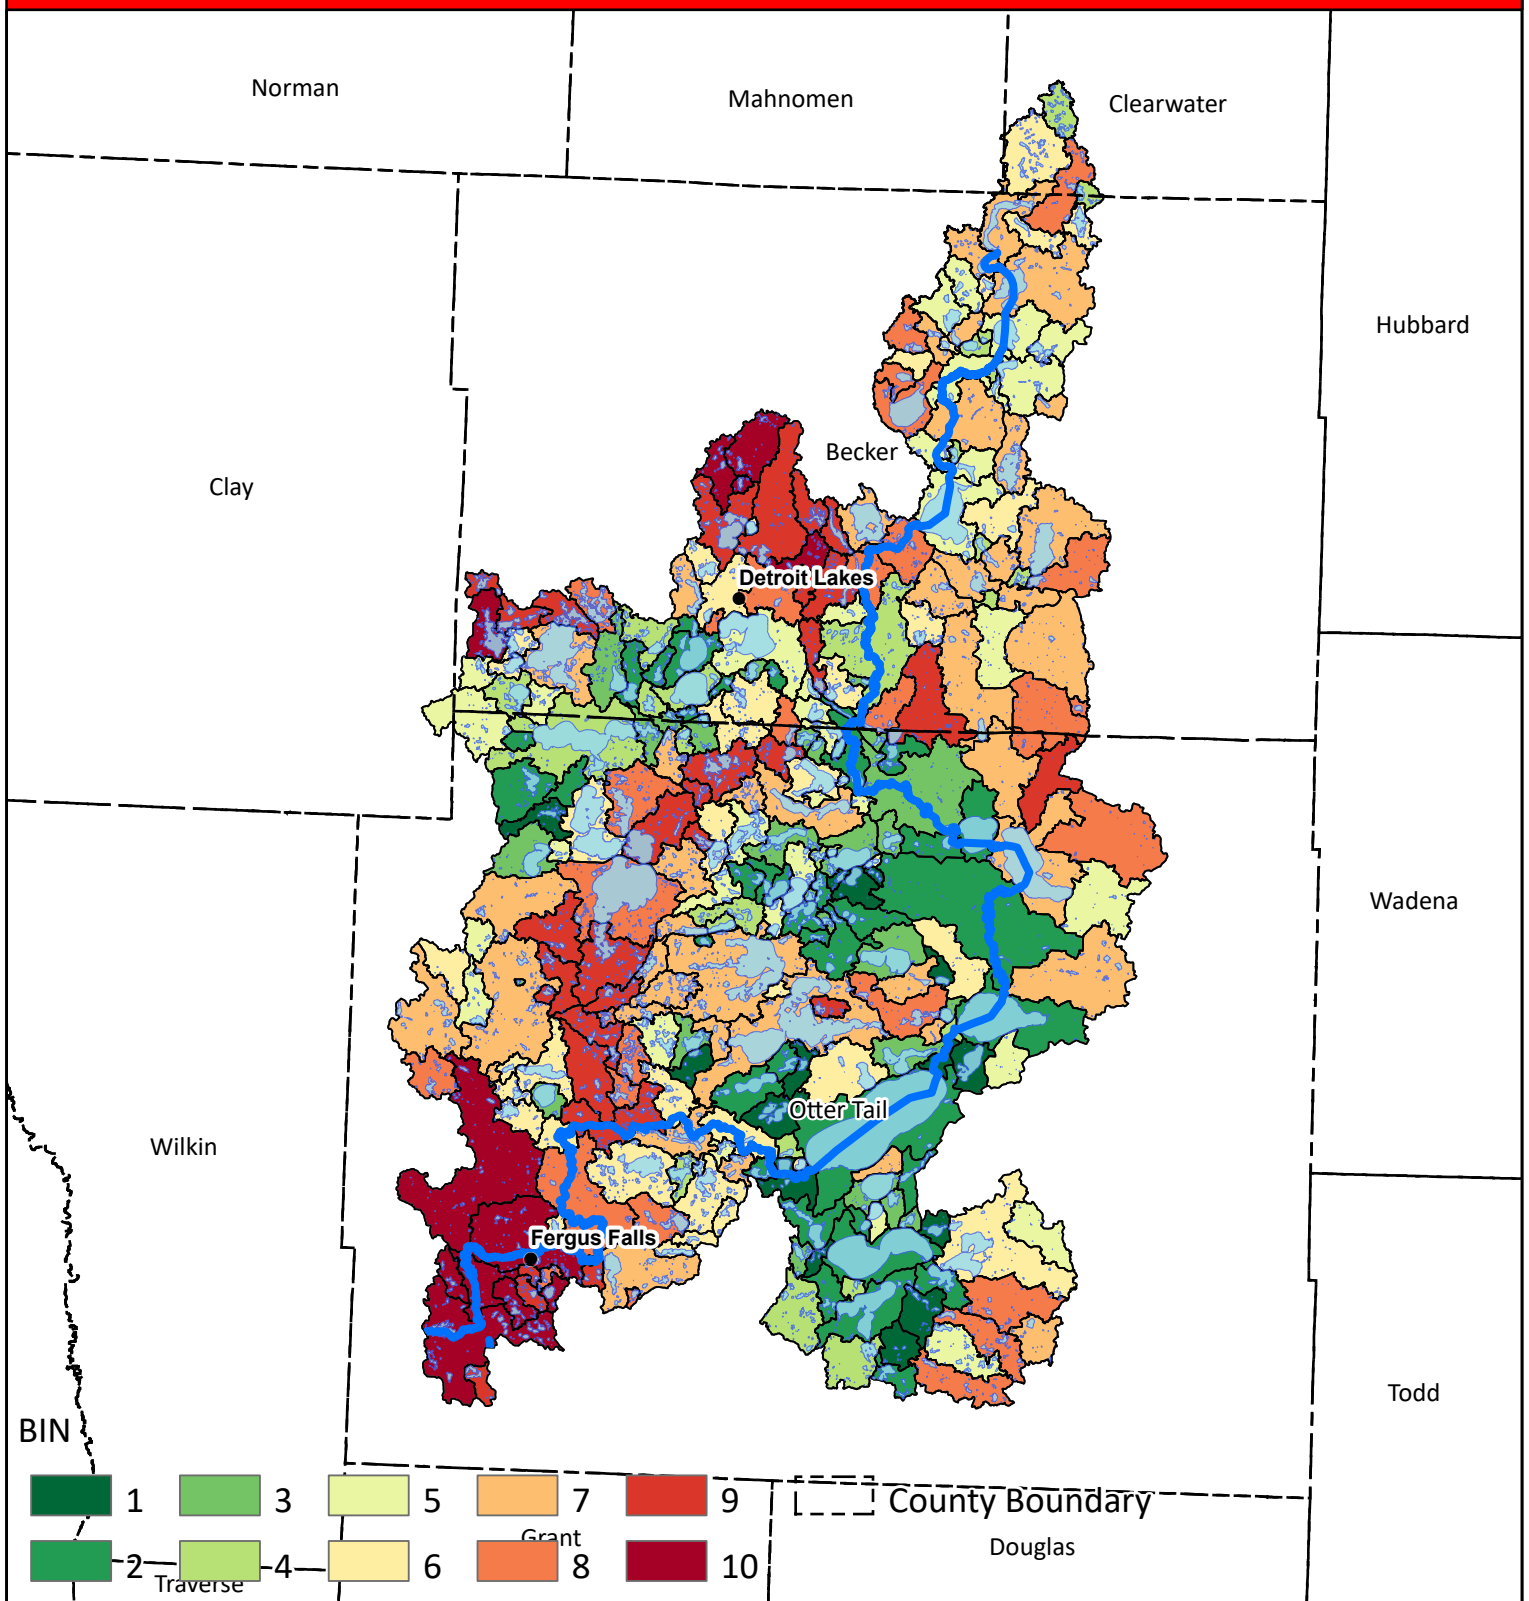 Norman
Mahnomen
Clearwater
Hubbard
Becker
Clay
Detroit Lakes
Wadena
Otter Tail
Wilkin
Fergus Falls
Todd
BIN
1 3 5 7 9 County Boundary
Grant
Douglas
2 4 6 8 10
Traverse